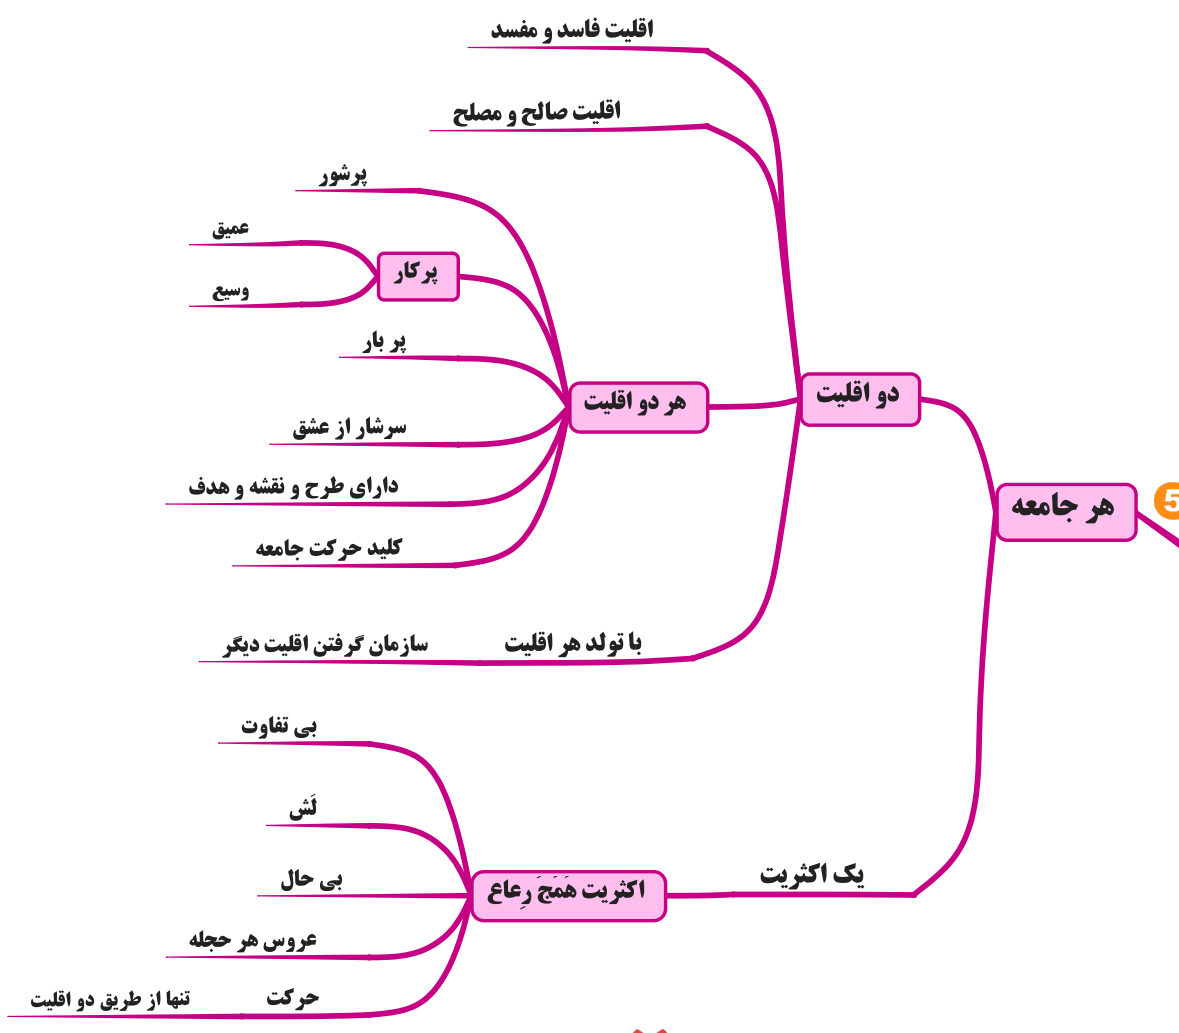 5
هر جامعه
دو اقلیت
اقلیت فاسد و مفسد
اقلیت صالح و مصلح
هر دو اقلیت
پرشور
پرکار
عمیق
وسیع
پر بار
سرشار از عشق
دارای طرح و نقشه و هدف
کلید حرکت جامعه
با تولد هر اقلیت
سازمان گرفتن اقلیت دیگر
یک اکثریت
اکثریت هَمَجَ رِعاع
بی تفاوت
لَش
بی حال
عروس هر حجله
حرکت
تنها از طریق دو اقلیت